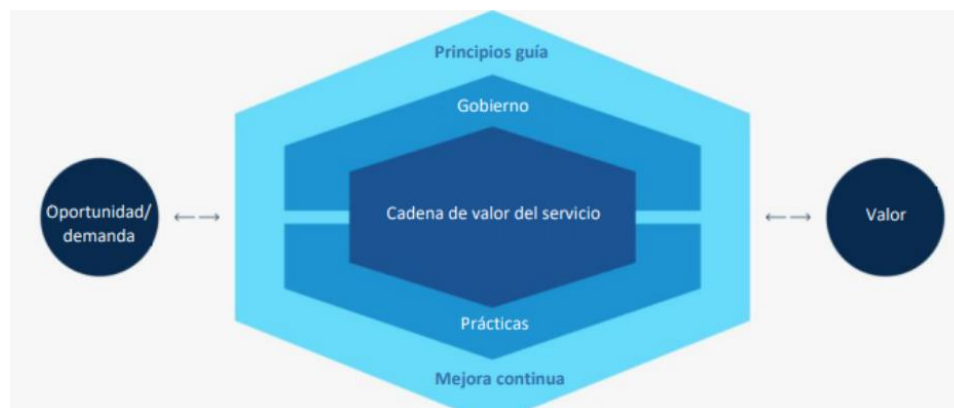 Principios guía
Gobierno
Oportunidad/
demanda
Cadena de valor del servicio
Valor
Prácticas
Mejora continua